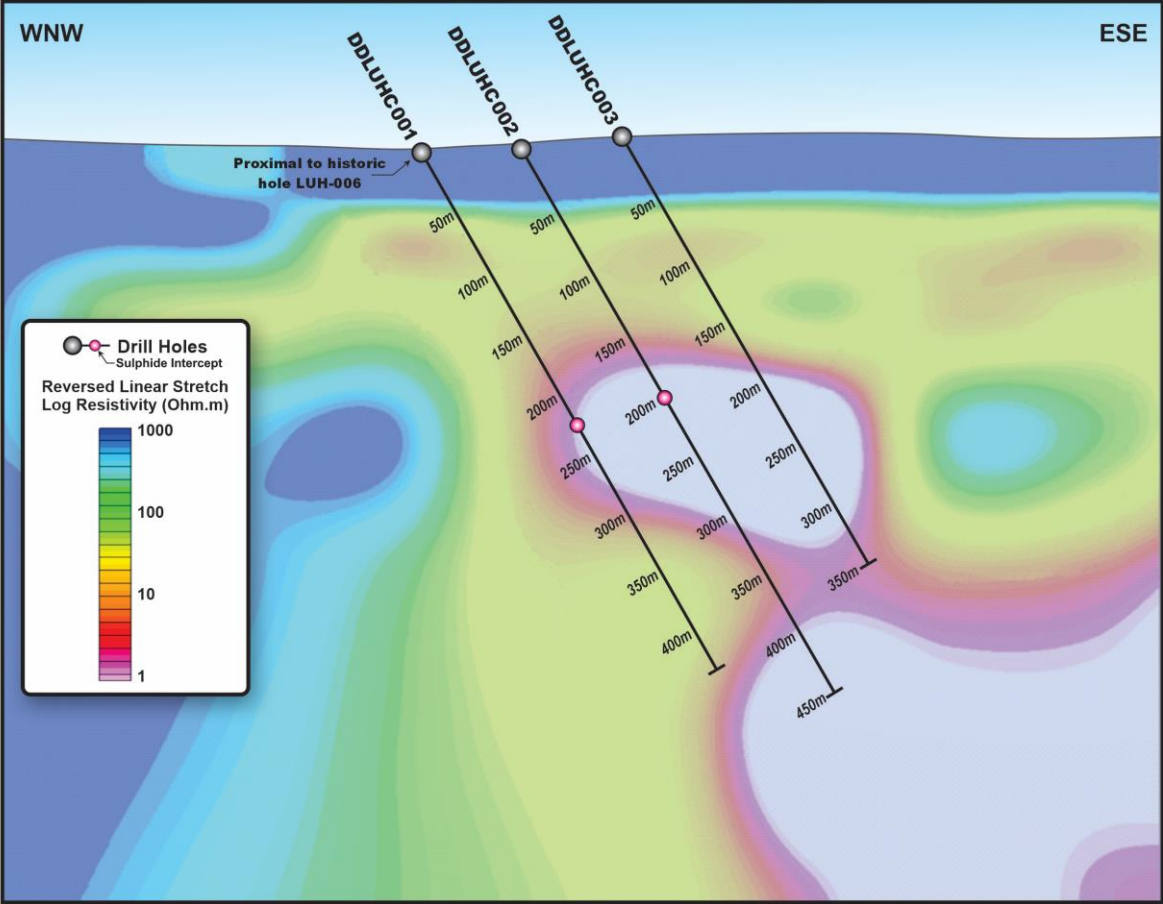 WNW
ESE
DDLUHC001
DDLUHC002
DDLUHC003
Proximal to historic
hole LUH-006
50m
100m
150m
200m
250m
300m
350m
400m
50m
100m
150m
200m
250m
300m
350m
400m
450m
50m
100m
150m
200m
250m
300m
350m
Drill Holes
Sulphide Intercept
Reversed Linear Stretch
Log Resistivity (Ohm.m)
1000
100
10
1